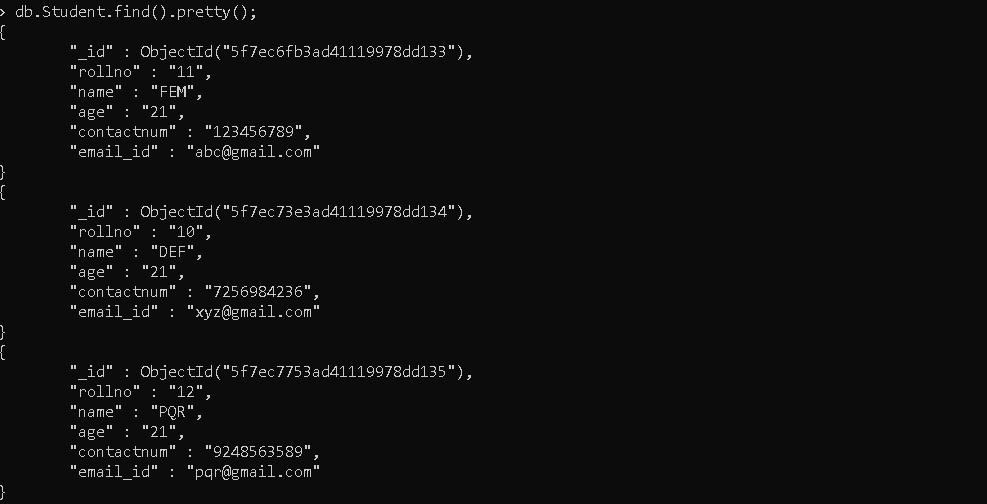 > db.Student.find().pretty();
{
"_id" : ObjectId("5f7ec6fb3ad41119978dd133"),
"rollno" : "11",
"name" : "FEM",
"age" : "21",
"contactnum" : "123456789",
"email_id" : "abc@gmail.com"
}
{
"_id" : ObjectId("5f7ec73e3ad41119978dd134"),
"rollno" : "10",
"name" : "DEF",
"age" : "21",
"contactnum" : "7256984236",
"email_id" : "xyz@gmail.com"
}
{
"_id" : ObjectId("5f7ec7753ad41119978dd135"),
"rollno" : "12",
"name" : "PQR",
"age" : "21",
"contactnum" : "9248563589",
"email_id" : "pqr@gmail.com"
}